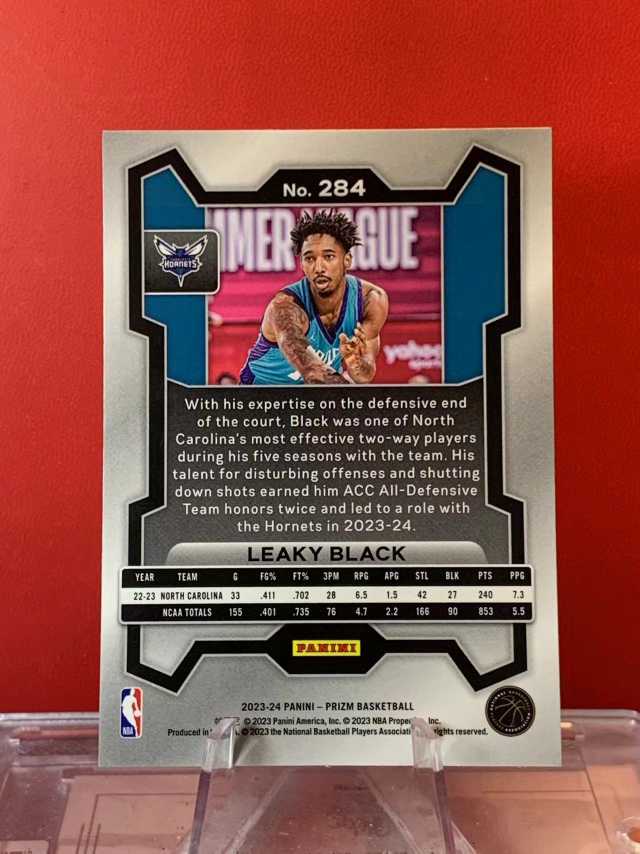 No. 284
MMER LEAGUE
HORNETS
yahoo!
sports
With his expertise on the defensive end
of the court, Black was one of North
Carolina's most effective two-way players
during his five seasons with the team. His
talent for disturbing offenses and shutting
down shots earned him ACC All-Defensive
Team honors twice and led to a role with
the Hornets in 2023-24.
LEAKY BLACK
YEAR TEAM G FG% FT% 3PM RPG APG STL BLK PTS PPG
22-23 NORTH CAROLINA 33 .411 .702 28 6.5 1.5 42 27 240 7.3
NCAA TOTALS 155 .401 .735 76 4.7 2.2 166 90 853 5.5
PANINI
2023-24 PANINI – PRIZM BASKETBALL
© 2023 Panini America, Inc. © 2023 NBA Proper Inc.
Produced in © 2023 the National Basketball Players Associati rights reserved.
NBA